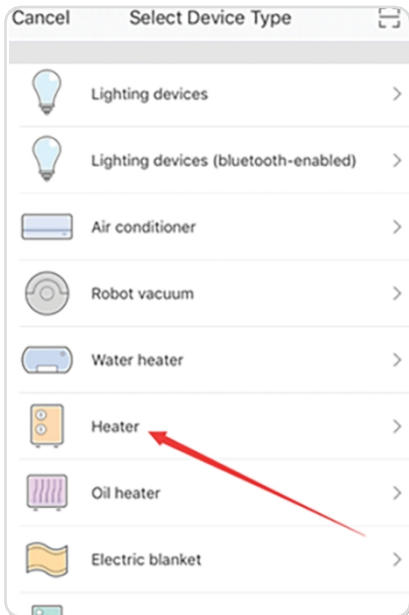 Cancel Select Device Type
Lighting devices
Lighting devices (bluetooth-enabled)
Air conditioner
Robot vacuum
Water heater
Heater
Oil heater
Electric blanket